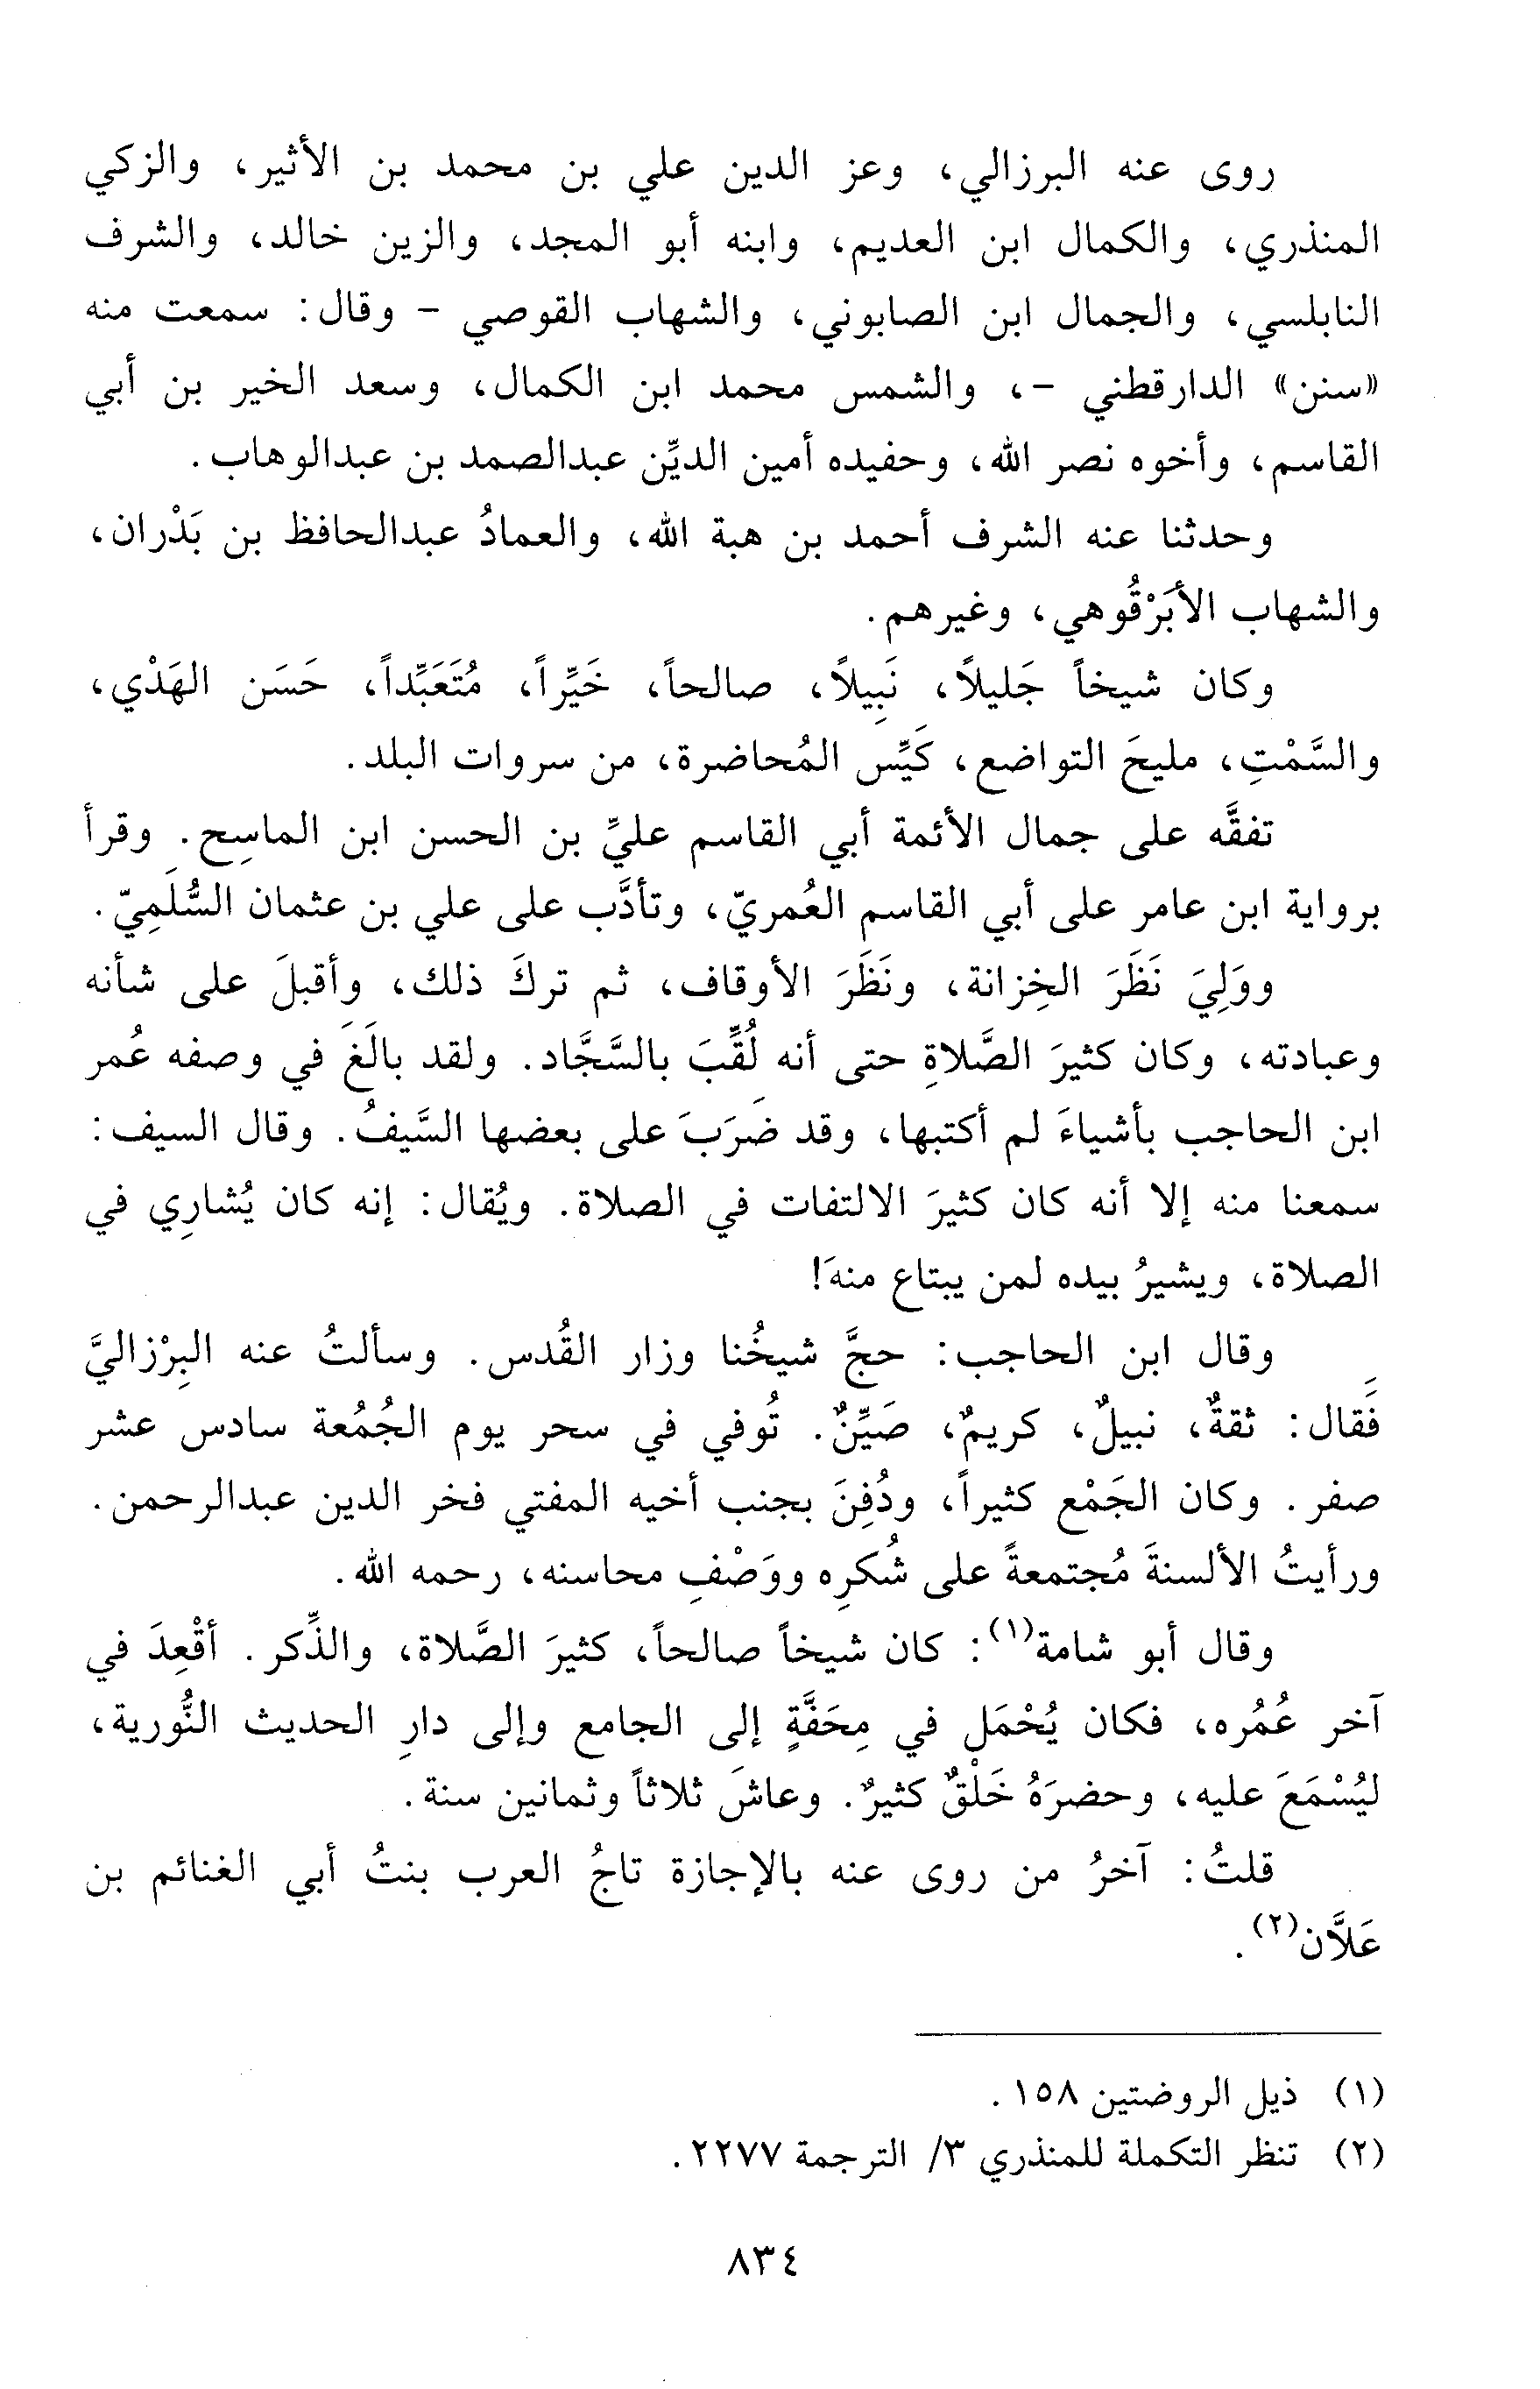 روى عنه البرزالي، وعز الدين علي بن محمد بن الأثير، والزكي
المنذري، والكمال ابن العديم، وابنه أبو المجد، والزين خالد، والشرف
النابلسي، والجمال ابن الصابوني، والشهاب القوصي - وقال: سمعت منه
«سنن» الدارقطني -، والشمس محمد ابن الكمال، وسعد الخير بن أبي
القاسم، وأخوه نصر الله، وحفيده أمين الديِّن عبدالصمد بن عبدالوهاب.
وحدثنا عنه الشرف أحمد بن هبة الله، والعمادُ عبدالحافظ بن بَدْران،
والشهاب الأبَرْقُوهي، وغيرهم.
وكان شيخاً جَليلاً، نَبِيلاً، صالحاً، خَيِّراً، مُتَعَبِّداً، حَسَن الهَدْي،
والسَّمْتِ، مليحَ التواضع، كَيِّس المُحاضرة، من سروات البلد.
تفقَّه على جمال الأئمة أبي القاسم عليِّ بن الحسن ابن الماسِح. وقرأ
برواية ابن عامر على أبي القاسم العُمريّ، وتأدَّب على علي بن عثمان السُّلَمِيّ.
ووَلِيَ نَظَرَ الخِزانة، ونَظَرَ الأوقاف، ثم تركَ ذلك، وأقبلَ على شأنه
وعبادته، وكان كثيرَ الصَّلاةِ حتى أنه لُقِّبَ بالسَّجَّاد. ولقد بالَغَ في وصفه عُمر
ابن الحاجب بأشياءَ لم أكتبها، وقد ضَرَبَ على بعضها السَّيفُ. وقال السيف:
سمعنا منه إلا أنه كان كثيرَ الالتفات في الصلاة. ويُقال: إنه كان يُشارِي في
الصلاة، ويشيرُ بيده لمن يبتاع منهَ!
وقال ابن الحاجب: حجَّ شيخُنا وزار القُدس. وسألتُ عنه البِرْزاليَّ
فَقال: ثقةٌ، نبيلٌ، كريمٌ، صَيِّنٌ. تُوفي في سحر يوم الجُمُعة سادس عشر
صفر. وكان الجَمْع كثيراً، ودُفِنَ بجنب أخيه المفتي فخر الدين عبدالرحمن.
ورأيتُ الألسنةَ مُجتمعةً على شُكرِه ووَصْفِ محاسنه، رحمه الله.
وقال أبو شامة(١): كان شيخاً صالحاً، كثيرَ الصَّلاة، والذِّكر. أقْعِدَ في
آخر عُمُره، فكان يُحْمَل في مِحَفَّةٍ إلى الجامع وإلى دارِ الحديث النُّورية،
ليُسْمَعَ عليه، وحضرَهُ خَلْقٌ كثيرٌ. وعاشَ ثلاثاً وثمانين سنة.
قلتُ: آخرُ من روى عنه بالإجازة تاجُ العرب بنتُ أبي الغنائم بن
عَلاَّن(٢).
(١) ذيل الروضتين ١٥٨.
(٢) تنظر التكملة للمنذري ٣/ الترجمة ٢٢٧٧.
٨٣٤